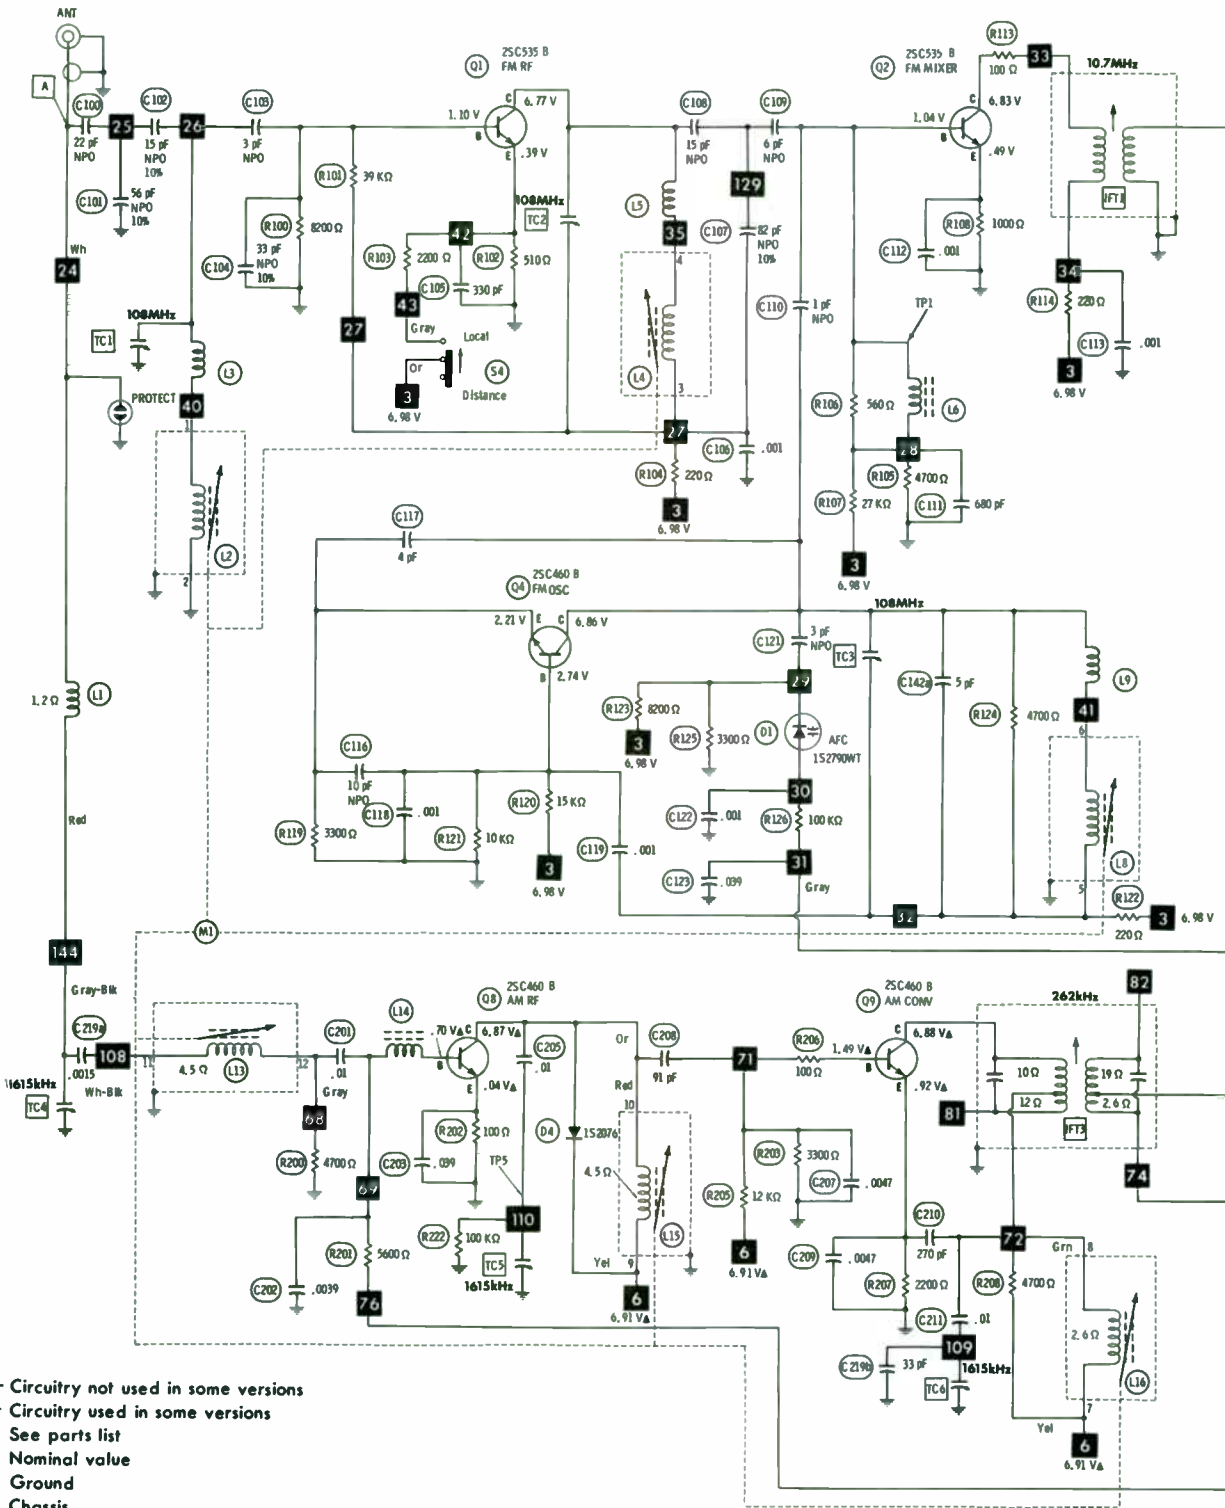 ANT
A
C100
22 pF
NPO
25
C102
15 pF
NPO
10%
26
C103
3 pF
NPO
C101
56 pF
NPO
10%
Wh
24
R101
39 KΩ
R100
8200Ω
C104
33 pF
NPO
10%
108MHz
TC1
L3
PROTECT
40
1
L2
2
2SC535 B
Q1
FM RF
C
6.77 V
1.10 V
B
.39 V
E
108MHz
TC2
42
R103
2200 Ω
R102
510Ω
C105
330 pF
43
Gray
Local
Or
S4
3
Distance
6.98 V
27
C108
15 pF
NPO
C109
6 pF
NPO
129
L5
35
C107
82 pF
NPO
10%
4
L4
3
27
C106
.001
R104
220Ω
3
6.98 V
2SC535 B
Q2
FM MIXER
C
6.83 V
1.04 V
B
.49 V
E
R113
100 Ω
33
10.7MHz
IFT1
C112
.001
R108
1000Ω
34
R114
220Ω
C113
.001
3
6.98 V
C110
1 pF
NPO
TP1
R106
560Ω
L6
28
R105
4700Ω
R107
27 KΩ
C111
680 pF
3
6.98 V
C117
4 pF
2SC460 B
Q4
FM OSC
2.21 V
E
C
6.86 V
B
2.74 V
108MHz
C121
3 pF
NPO
TC3
29
C142a
5 pF
R124
4700Ω
L9
41
6
L8
5
R122
220Ω
3
6.98 V
L1
1.2Ω
R123
8200Ω
3
6.98 V
R125
3300Ω
D1
AFC
1S2790WT
30
C116
10 pF
NPO
C118
.001
R119
3300Ω
R121
10 KΩ
R120
15 KΩ
3
6.98 V
C119
.001
C122
.001
R126
100 KΩ
31
C123
.039
Gray
32
Red
M1
144
Gray-Blk
C219a
108
.0015
Wh-Blk
1615kHz
TC4
11
4.5Ω
L13
12
C201
.01
Gray
68
R200
4700Ω
69
R201
5600Ω
C202
.0039
76
L14
2SC460 B
Q8
AM RF
.70 V▲
C
6.87 V▲
B
.04 V▲
E
C205
.01
R202
100Ω
C203
.039
TP5
D4
1S2076
R222
100 KΩ
110
TC5
1615kHz
Or
C208
91 pF
Red
10
4.5Ω
L15
Yel
9
6
6.91 V▲
71
R206
100Ω
2SC460 B
Q9
AM CONV
C
6.88 V▲
1.49 V▲
B
.92 V▲
E
R203
3300Ω
C207
.0047
R205
12 KΩ
6
6.91 V▲
82
262kHz
10Ω
19Ω
12Ω
2.6Ω
81
IFT3
74
C210
270 pF
72
Grn
8
C209
.0047
R207
2200Ω
R208
4700Ω
C211
.01
109
C219b
33 pF
1615kHz
TC6
2.6Ω
L16
7
Yel
6
6.91 V▲
Circuitry not used in some versions
Circuitry used in some versions
See parts list
Nominal value
Ground
Chassis